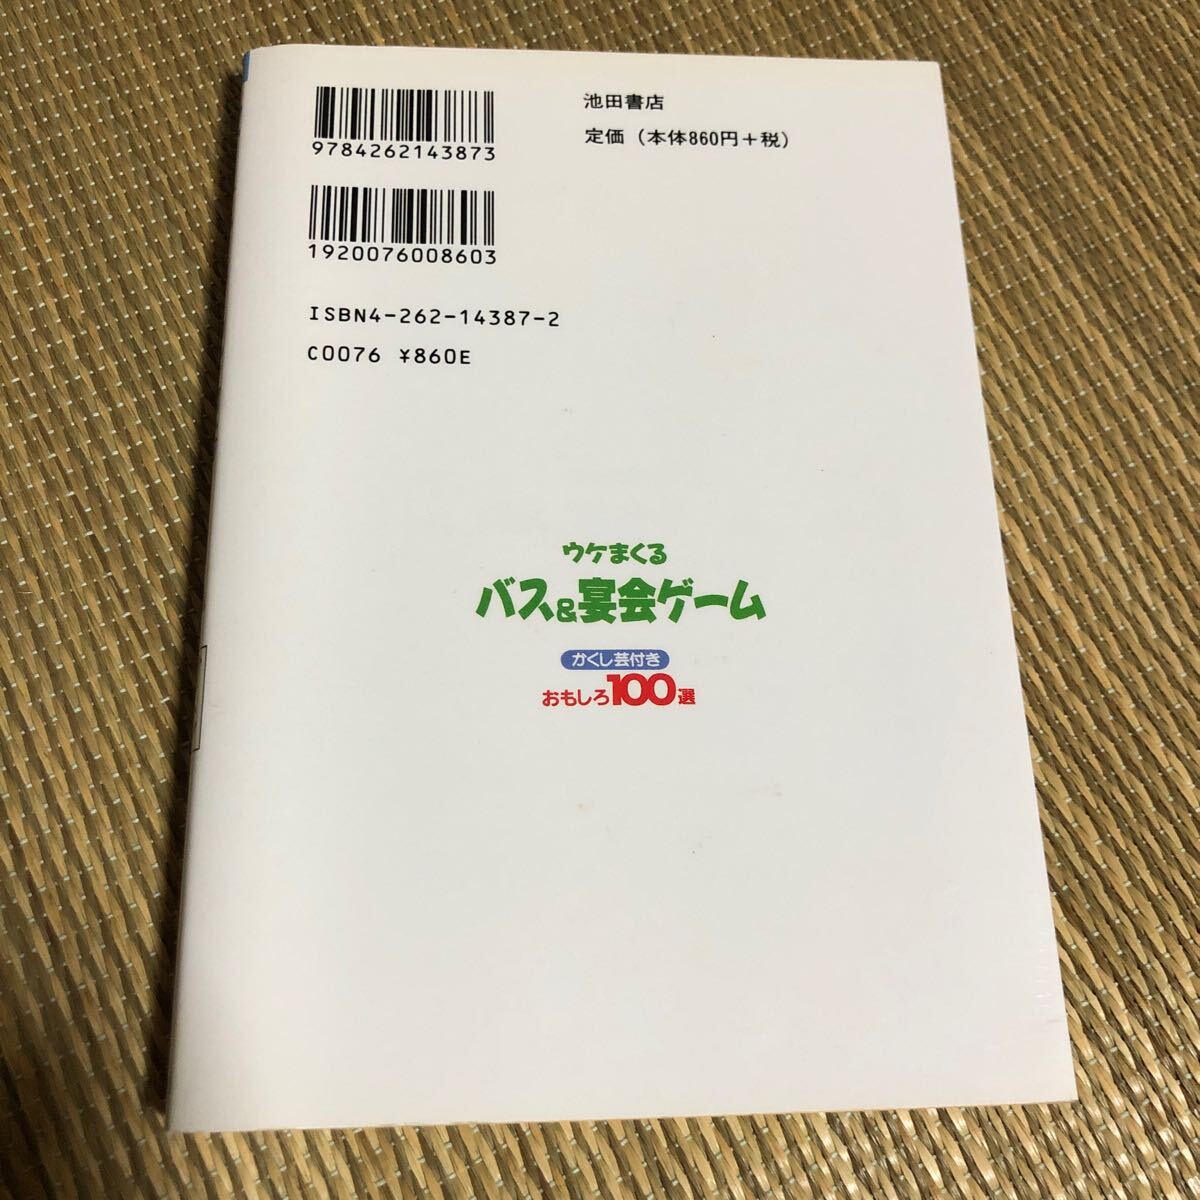 9784262143873
池田書店
定価（本体860円＋税）
1920076008603
ISBN4-262-14387-2
C0076 ¥860E
ウケまくる
バス&宴会ゲーム
かくし芸付き
おもしろ100選